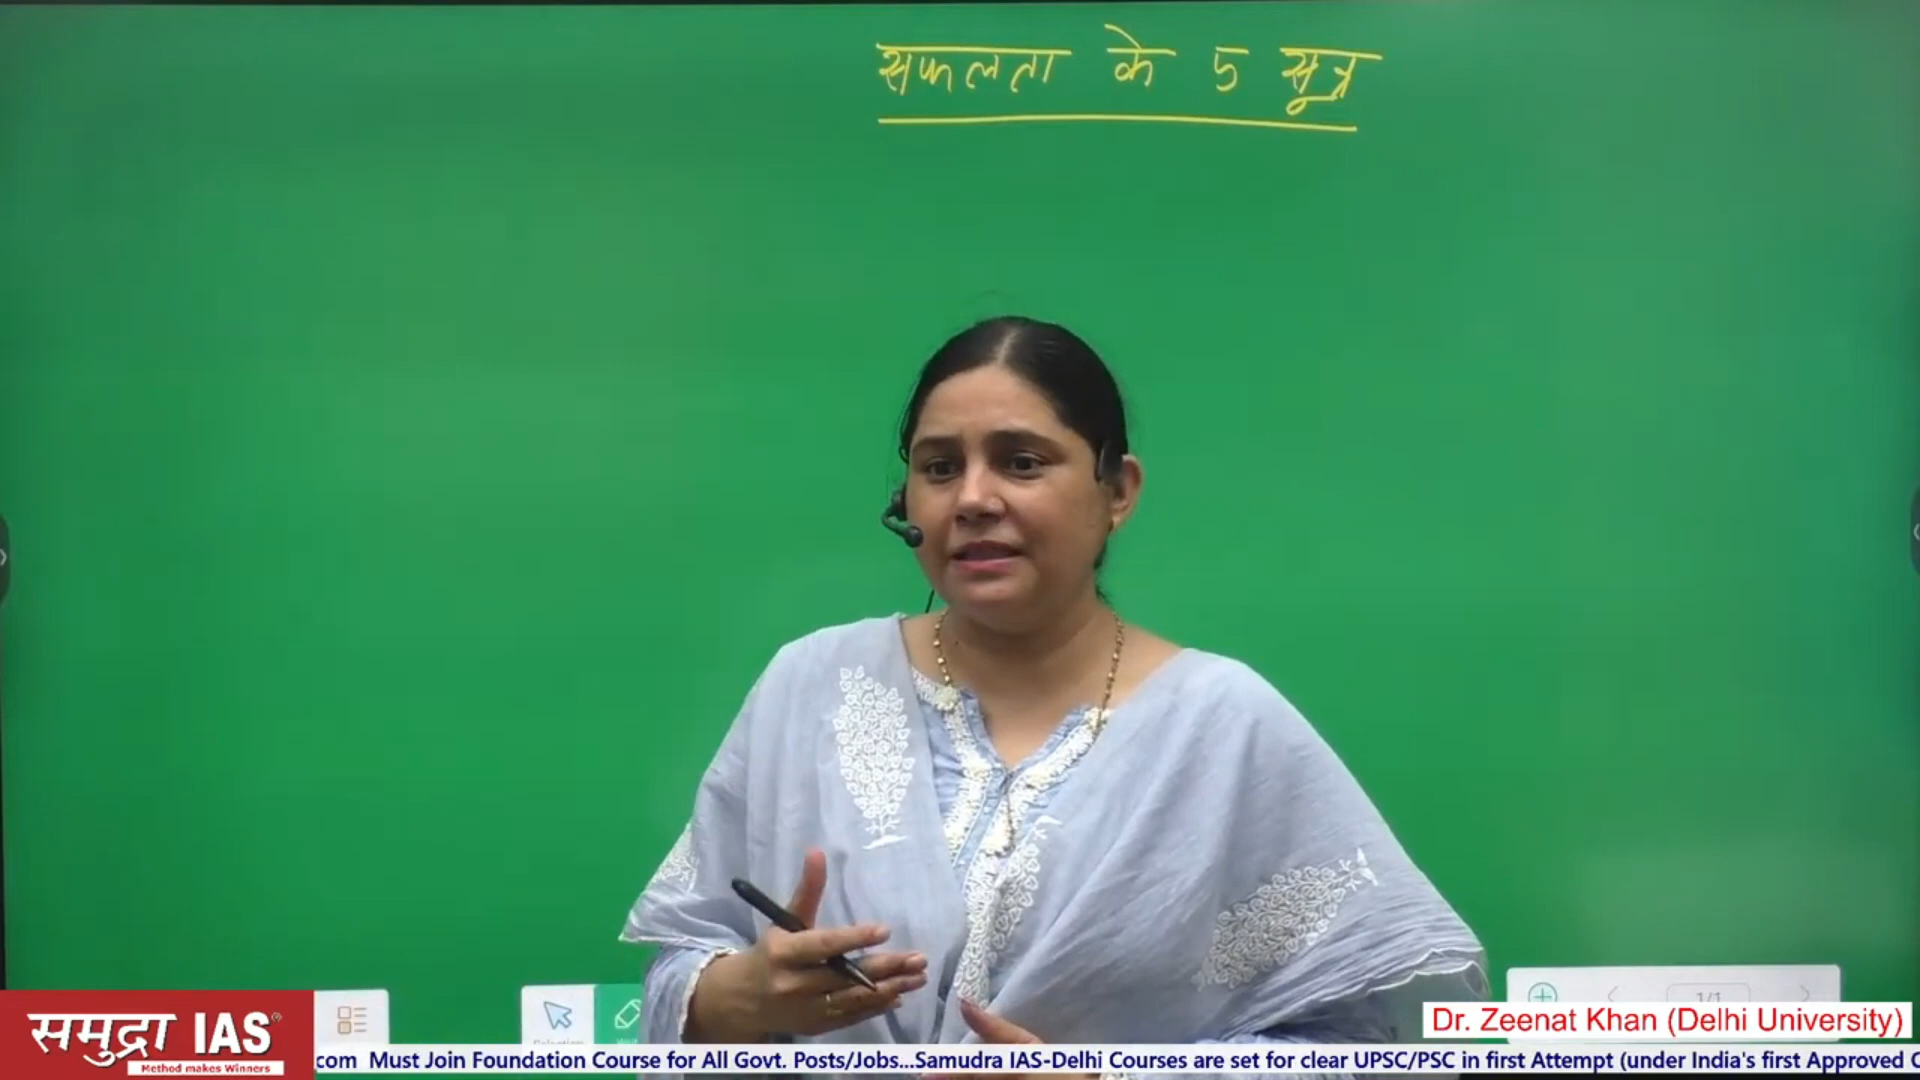 सफलता के 5 सूत्र
1/1
Dr. Zeenat Khan (Delhi University)
समुद्रा IAS®
Method makes Winners
com Must Join Foundation Course for All Govt. Posts/Jobs...Samudra IAS-Delhi Courses are set for clear UPSC/PSC in first Attempt (under India's first Approved